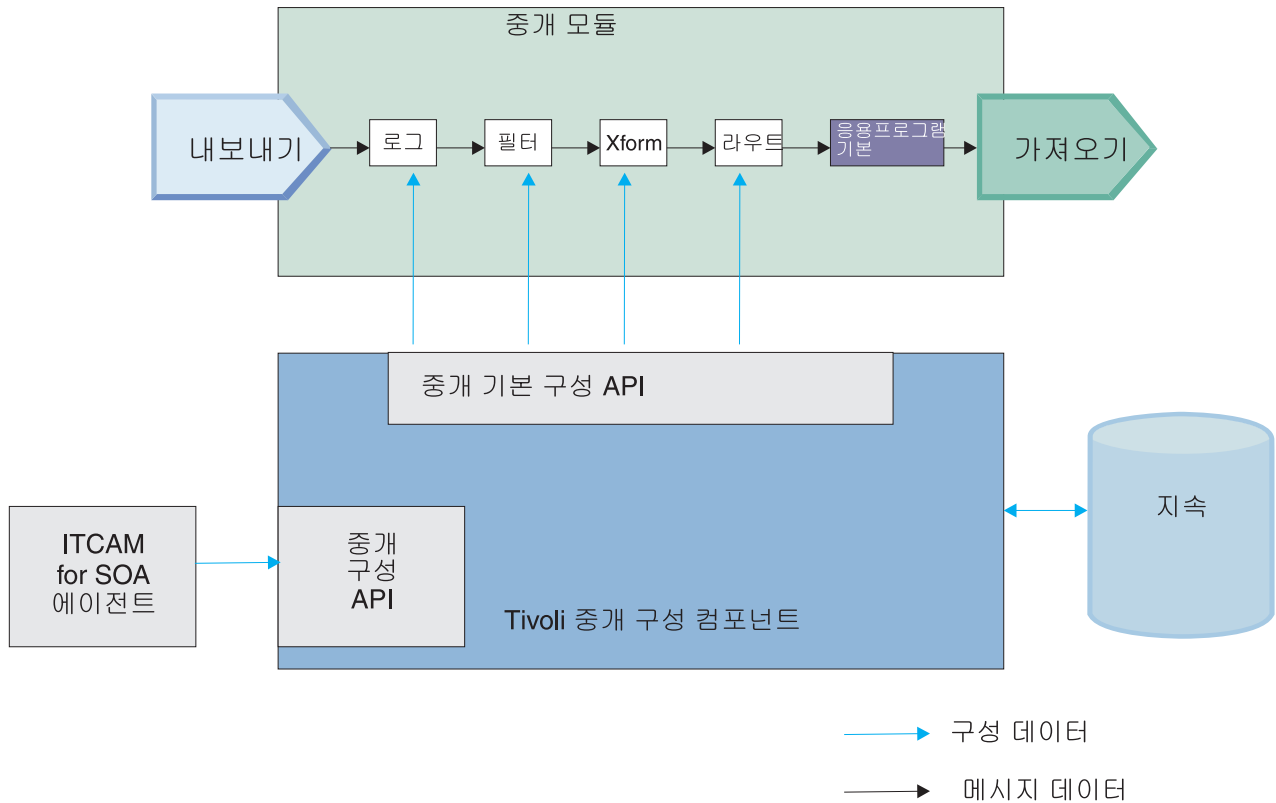 중개 모듈
내보내기
로그
필터
Xform
라우트
응용프로그램
기본
가져오기
중개 기본 구성 API
ITCAM
for SOA
에이전트
중개
구성
API
Tivoli 중개 구성 컴포넌트
지속
구성 데이터
메시지 데이터